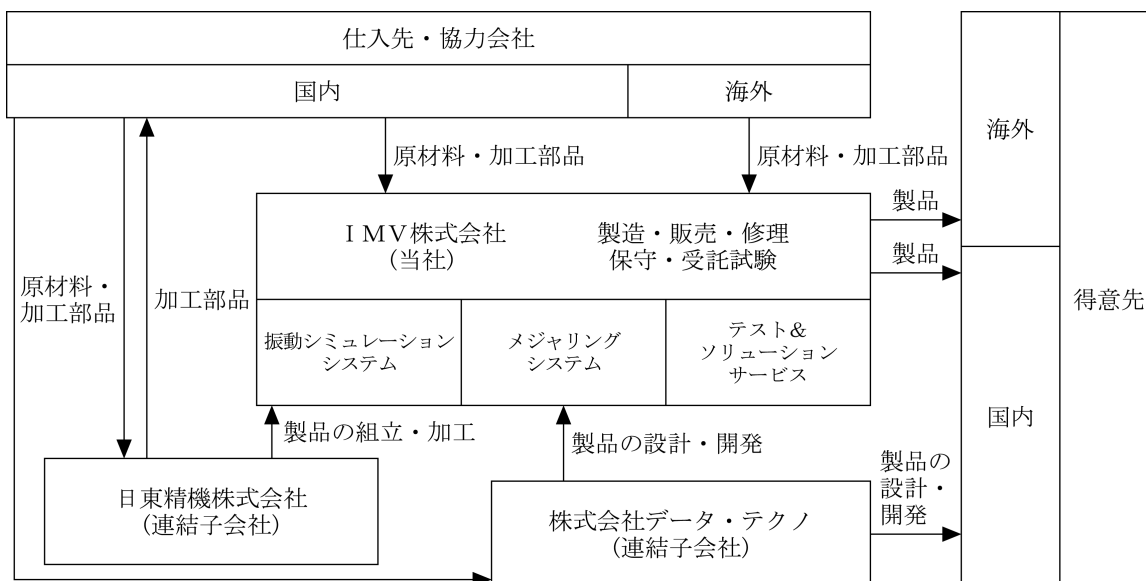 仕入先・協力会社
国内
海外
原材料・加工部品
原材料・加工部品
ＩＭＶ株式会社
(当社)
製造・販売・修理
保守・受託試験
振動シミュレーション
システム
メジャリング
システム
テスト＆
ソリューション
サービス
原材料・
加工部品
加工部品
製品の組立・加工
製品の設計・開発
日東精機株式会社
(連結子会社)
株式会社データ・テクノ
(連結子会社)
製品
製品
製品の
設計・
開発
海外
国内
得意先